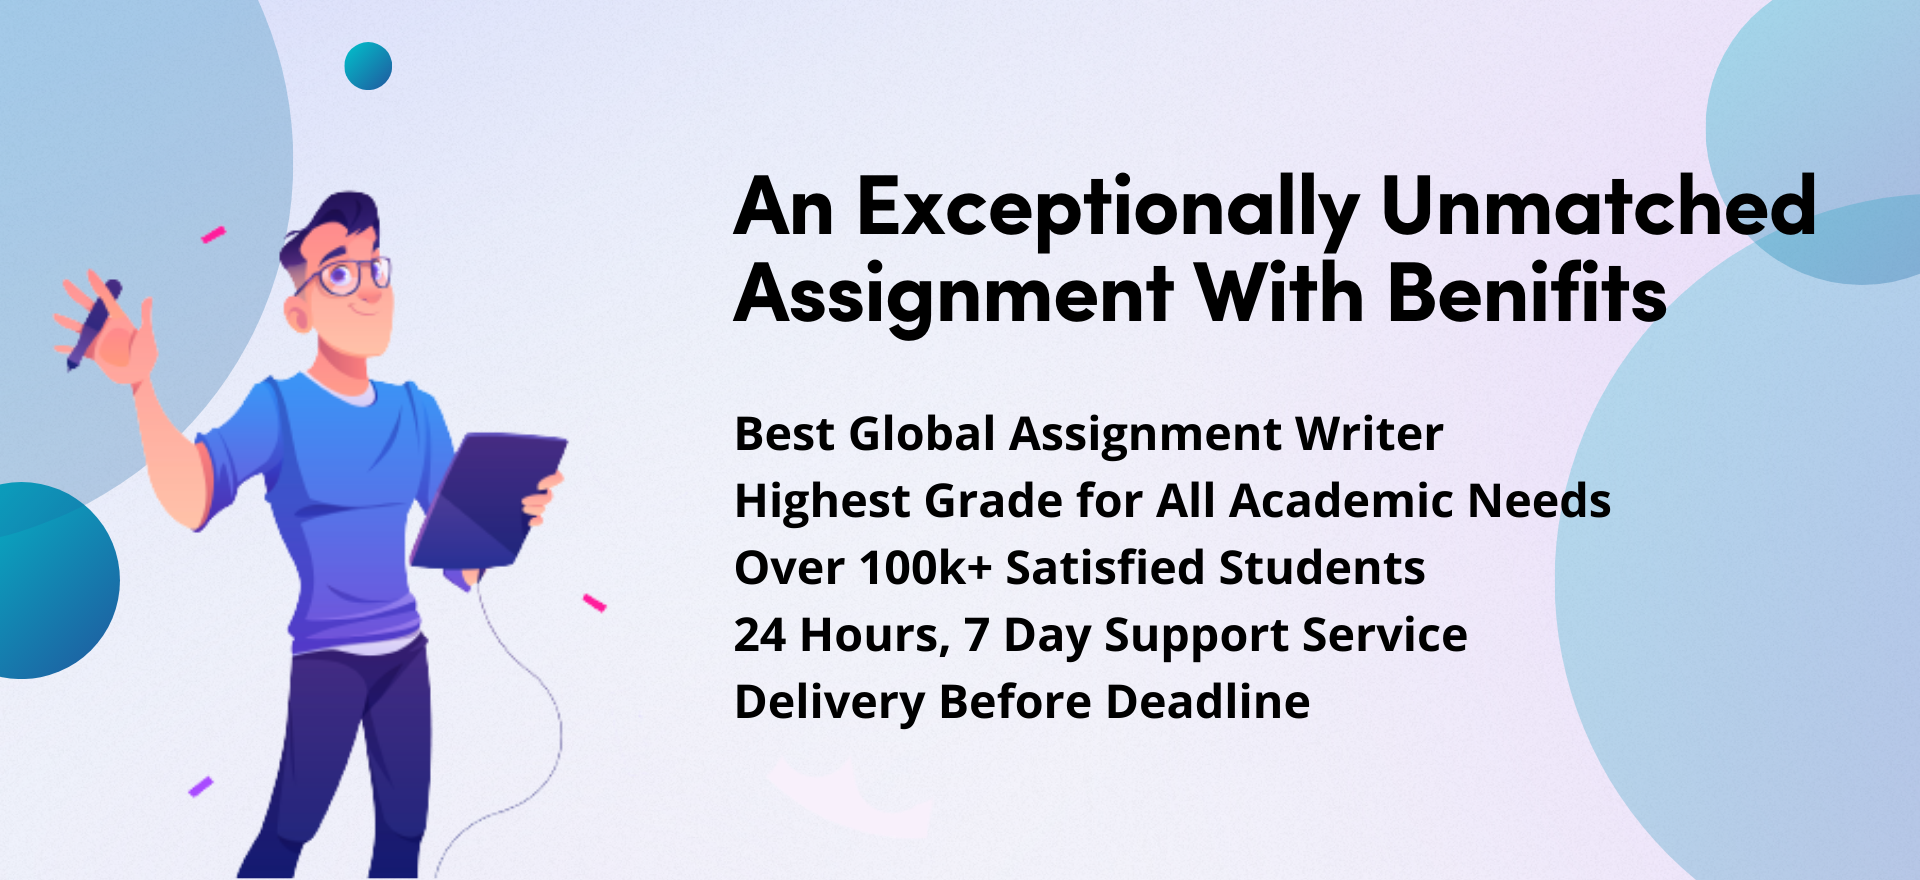 An Exceptionally Unmatched
Assignment With Benifits
Best Global Assignment Writer
Highest Grade for All Academic Needs
Over 100k+ Satisfied Students
24 Hours, 7 Day Support Service
Delivery Before Deadline